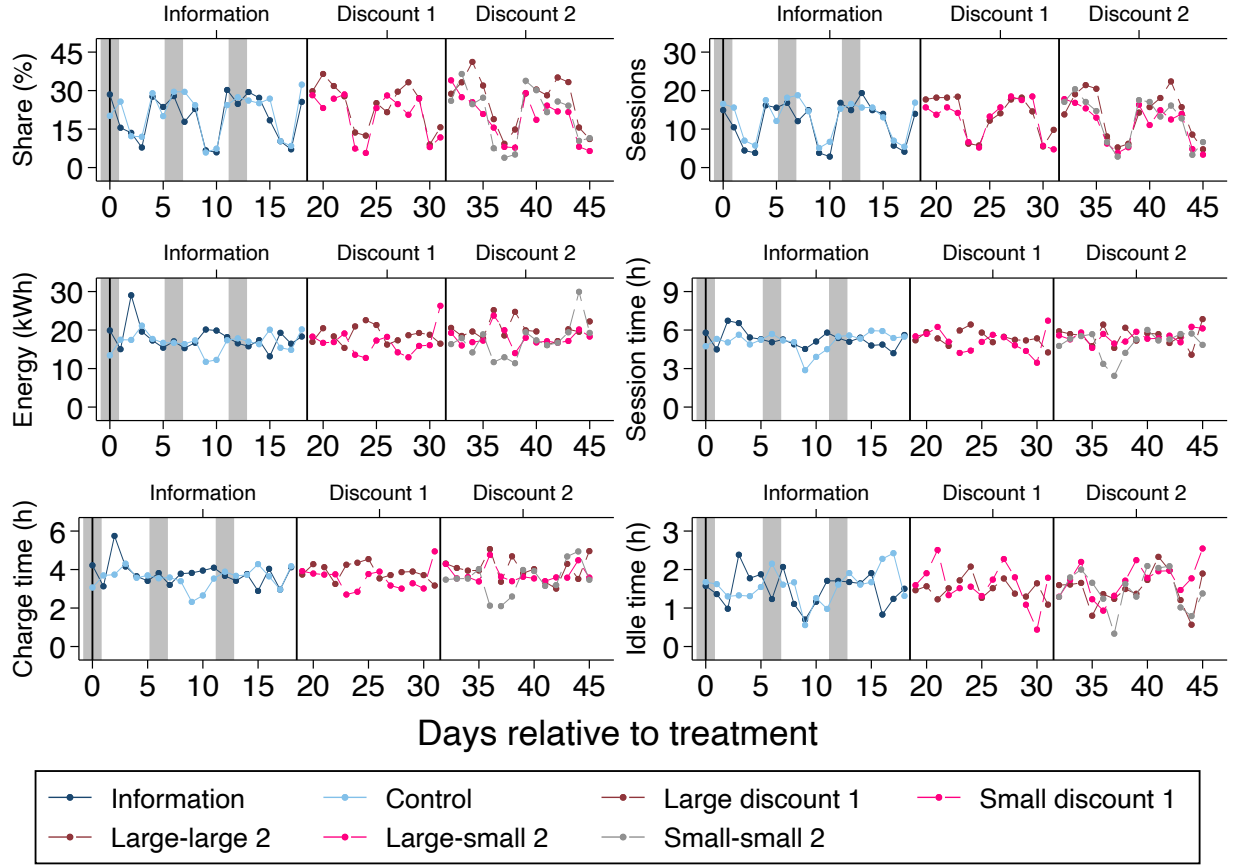 Information Discount 1 Discount 2
Share (%)
45
30
15
0
0 5 10 15 20 25 30 35 40 45
Information Discount 1 Discount 2
Sessions
30
20
10
0
0 5 10 15 20 25 30 35 40 45
Information Discount 1 Discount 2
Energy (kWh)
30
20
10
0
0 5 10 15 20 25 30 35 40 45
Information Discount 1 Discount 2
Session time (h)
9
6
3
0
0 5 10 15 20 25 30 35 40 45
Information Discount 1 Discount 2
Charge time (h)
6
4
2
0
0 5 10 15 20 25 30 35 40 45
Information Discount 1 Discount 2
Idle time (h)
3
2
1
0
0 5 10 15 20 25 30 35 40 45
Days relative to treatment
Information Control Large discount 1 Small discount 1
Large-large 2 Large-small 2 Small-small 2